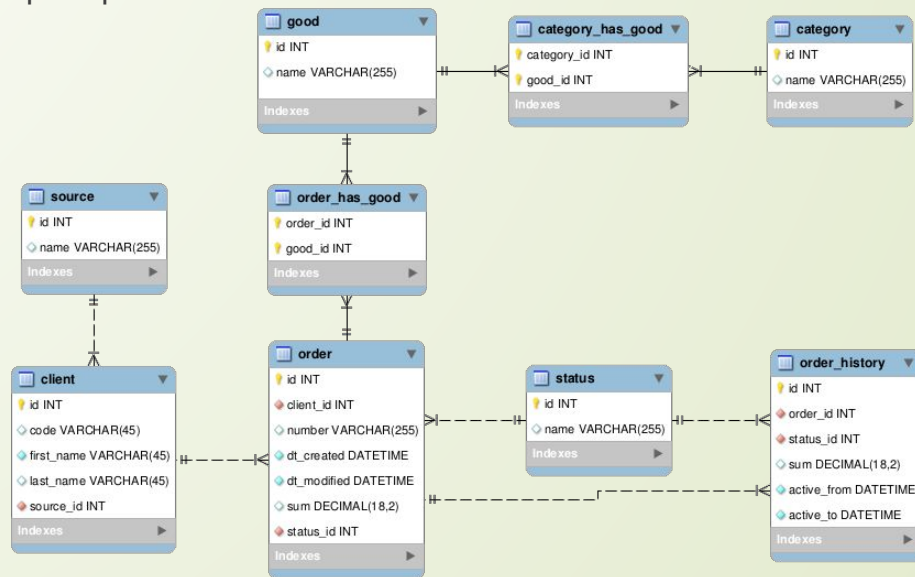 good
id INT
name VARCHAR(255)
Indexes
category_has_good
category_id INT
good_id INT
Indexes
category
id INT
name VARCHAR(255)
Indexes
source
id INT
name VARCHAR(255)
Indexes
order_has_good
order_id INT
good_id INT
Indexes
client
id INT
code VARCHAR(45)
first_name VARCHAR(45)
last_name VARCHAR(45)
source_id INT
Indexes
order
id INT
client_id INT
number VARCHAR(255)
dt_created DATETIME
dt_modified DATETIME
sum DECIMAL(18,2)
status_id INT
Indexes
status
id INT
name VARCHAR(255)
Indexes
order_history
id INT
order_id INT
status_id INT
sum DECIMAL(18,2)
active_from DATETIME
active_to DATETIME
Indexes